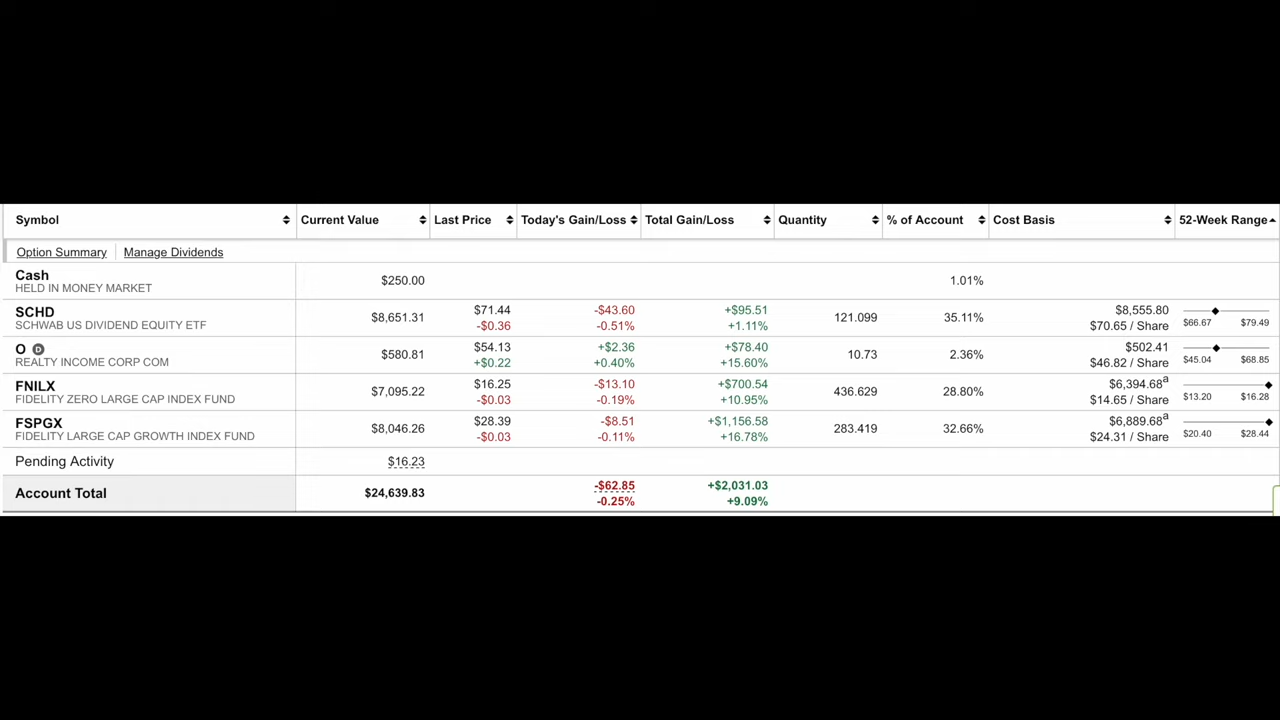 Symbol Current Value Last Price Today's Gain/Loss Total Gain/Loss Quantity % of Account Cost Basis 52-Week Range
Option Summary Manage Dividends
Cash
HELD IN MONEY MARKET
$250.00 1.01%
SCHD $71.44 -$43.60 +$95.51 $8,555.80
SCHWAB US DIVIDEND EQUITY ETF $8,651.31 -$0.36 -0.51% +1.11% 121.099 35.11% $70.65 / Share $66.67 $79.49
O D $54.13 +$2.36 +$78.40 $502.41
REALTY INCOME CORP COM $580.81 +$0.22 +0.40% +15.60% 10.73 2.36% $46.82 / Share $45.04 $68.85
FNILX $16.25 -$13.10 +$700.54 $6,394.68a
FIDELITY ZERO LARGE CAP INDEX FUND $7,095.22 -$0.03 -0.19% +10.95% 436.629 28.80% $14.65 / Share $13.20 $16.28
FSPGX $28.39 -$8.51 +$1,156.58 $6,889.68a
FIDELITY LARGE CAP GROWTH INDEX FUND $8,046.26 -$0.03 -0.11% +16.78% 283.419 32.66% $24.31 / Share $20.40 $28.44
Pending Activity $16.23
Account Total $24,639.83 -$62.85 +$2,031.03
-0.25% +9.09%